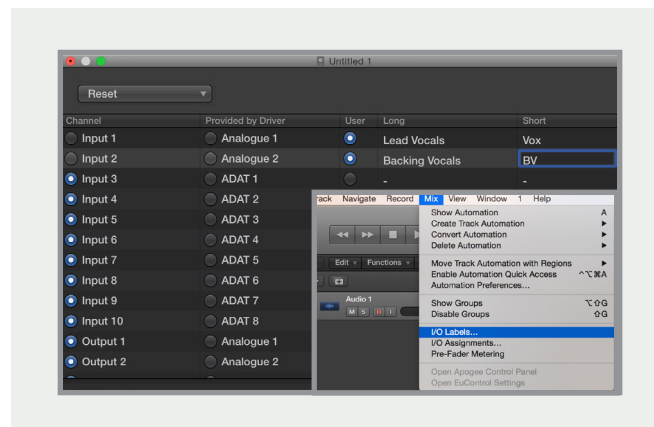 Untitled 1
Reset
Channel Provided by Driver User Long Short
Input 1 Analogue 1 Lead Vocals Vox
Input 2 Analogue 2 Backing Vocals BV
Input 3 ADAT 1 - -
Input 4 ADAT 2
Input 5 ADAT 3
Input 6 ADAT 4
Input 7 ADAT 5
Input 8 ADAT 6
Input 9 ADAT 7
Input 10 ADAT 8
Output 1 Analogue 1
Output 2 Analogue 2
rack Navigate Record Mix View Window 1 Help
Show Automation A
Create Track Automation
Convert Automation
Delete Automation
Move Track Automation with Regions
Enable Automation Quick Access ^⌥⌘A
Automation Preferences...
Show Groups ⌥⇧G
Disable Groups ⇧G
I/O Labels...
I/O Assignments...
Pre-Fader Metering
Open Apogee Control Panel
Open EuControl Settings
Edit Functions
Audio 1
M S R I